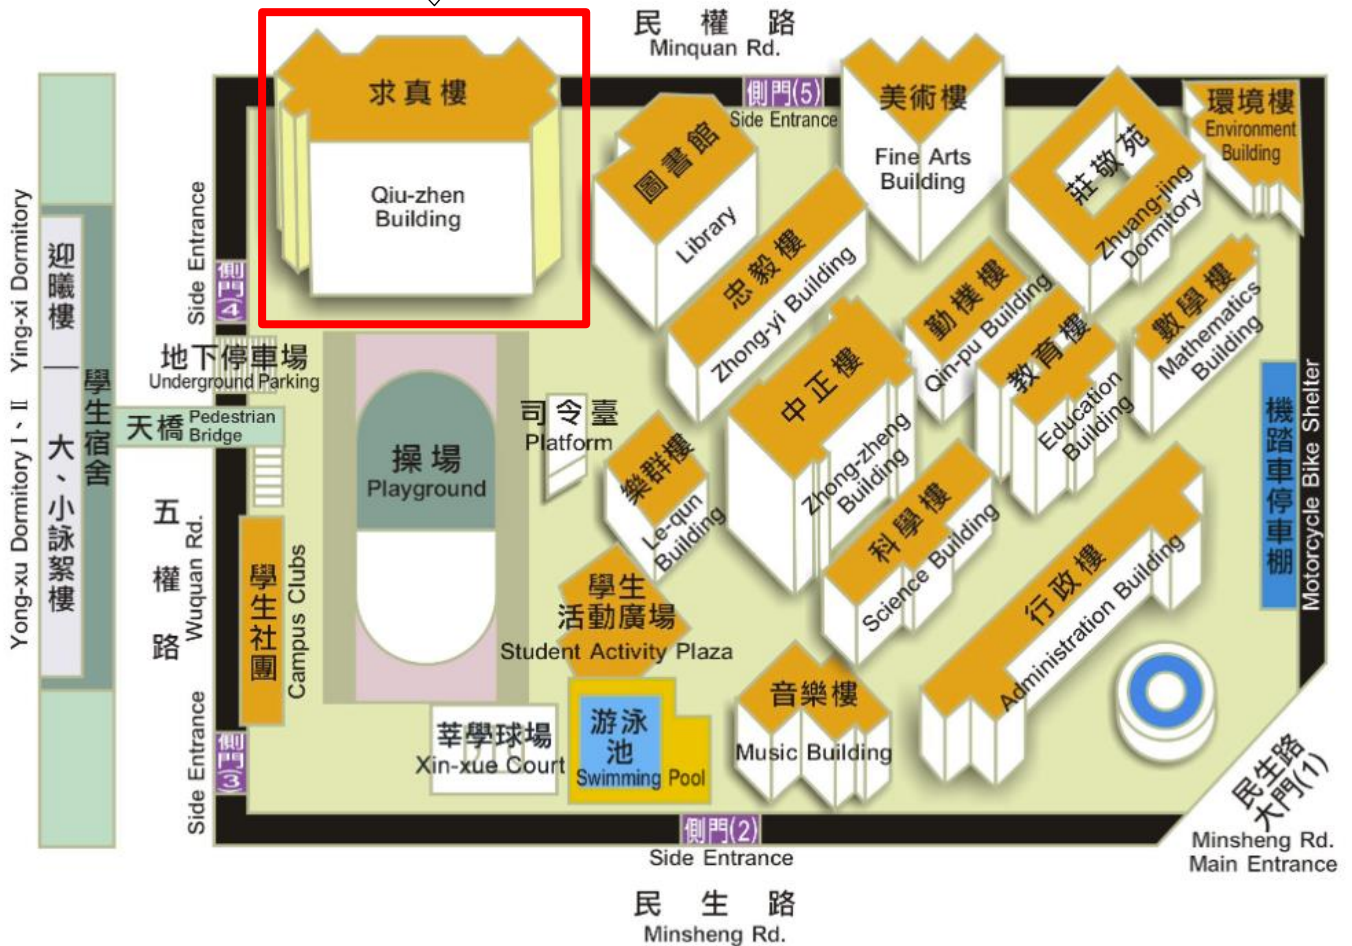 民權路
Minquan Rd.
求真樓
Qiu-zhen
Building
側門(5)
Side Entrance
圖書館
Library
美術樓
Fine Arts
Building
莊敬苑
Zhuang-jing
Dormitory
環境樓
Environment
Building
忠毅樓
Zhong-yi Building
勤樸樓
Qin-pu Building
數學樓
Mathematics
Building
教育樓
Education
Building
中正樓
Zhong-zheng
Building
機踏車停車棚
Motorcycle Bike Shelter
Side Entrance
側門(4)
地下停車場
Underground Parking
天橋
Pedestrian
Bridge
迎曦樓
Ying-xi Dormitory
學生宿舍
大、小詠絮樓
Yong-xu Dormitory I、II
五權路
Wuquan Rd.
操場
Playground
司令臺
Platform
樂群樓
Le-qun
Building
科學樓
Science Building
行政樓
Administration Building
學生社團
Campus Clubs
學生
活動廣場
Student Activity Plaza
Side Entrance
側門(3)
莘學球場
Xin-xue Court
游泳
池
Swimming Pool
音樂樓
Music Building
側門(2)
Side Entrance
民生路
大門(1)
Minsheng Rd.
Main Entrance
民生路
Minsheng Rd.